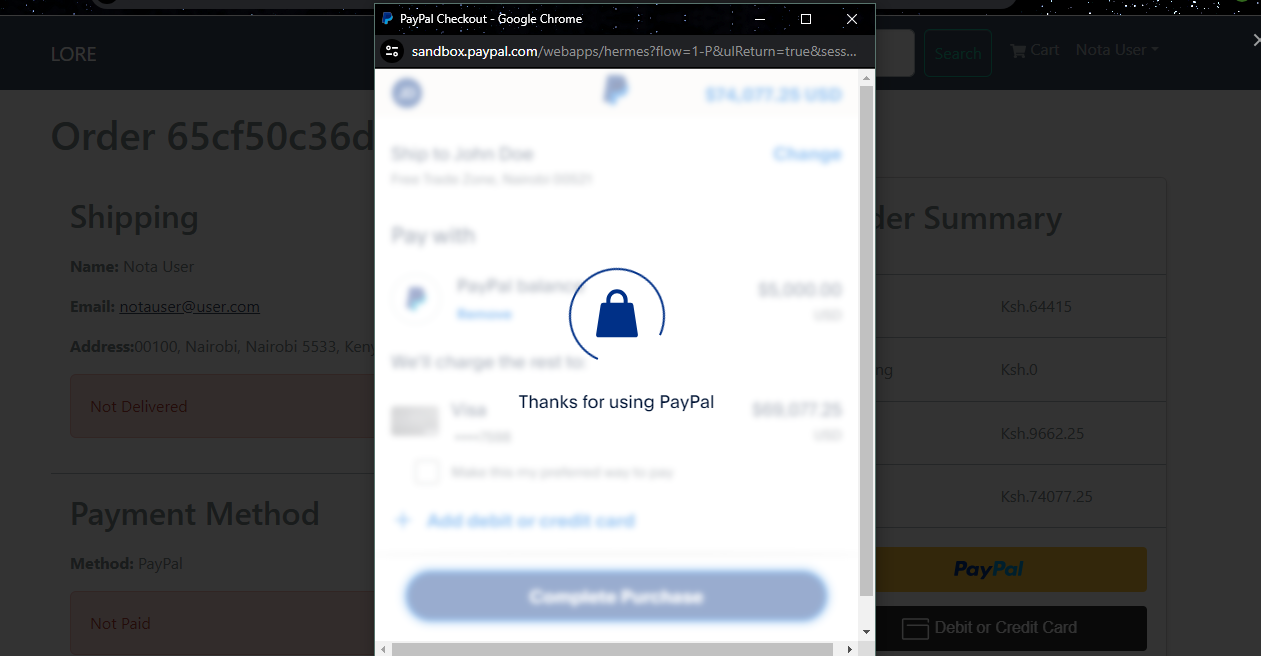 PayPal Checkout - Google Chrome
sandbox.paypal.com/webapps/hermes?flow=1-P&ulReturn=true&sess...
LORE
Search
Cart
Nota User
Order 65cf50c36d
$74,077.25 USD
Ship to John Doe
Change
Free Trade Zone, Nairobi
Pay with
PayPal balance
$5,000.00
Remove
USD
We'll charge the rest to:
Thanks for using PayPal
Visa
$69,077.25
USD
Make this my preferred way to pay
Add debit or credit card
Complete Purchase
Shipping
Name: Nota User
Email: notauser@user.com
Address:00100, Nairobi, Nairobi 5533, Keny
Not Delivered
Payment Method
Method: PayPal
Not Paid
der Summary
Ksh.64415
ng
Ksh.0
Ksh.9662.25
Ksh.74077.25
PayPal
Debit or Credit Card